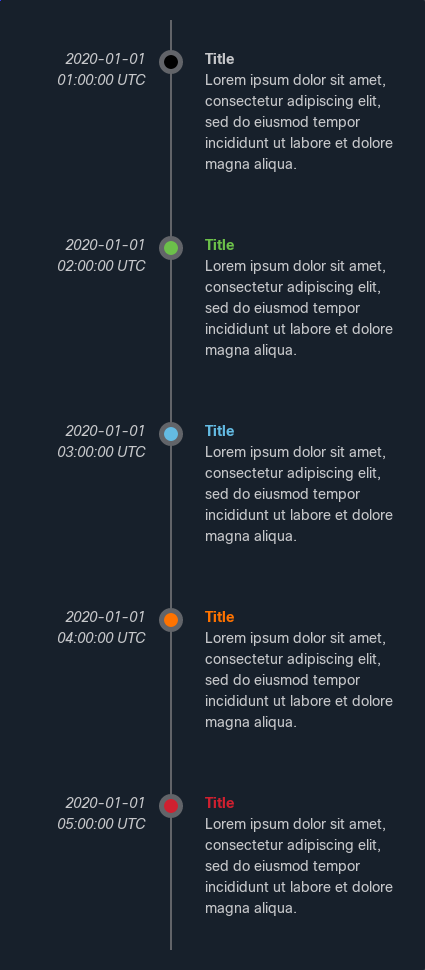 2020-01-01
01:00:00 UTC
Title
Lorem ipsum dolor sit amet,
consectetur adipiscing elit,
sed do eiusmod tempor
incididunt ut labore et dolore
magna aliqua.
2020-01-01
02:00:00 UTC
Title
Lorem ipsum dolor sit amet,
consectetur adipiscing elit,
sed do eiusmod tempor
incididunt ut labore et dolore
magna aliqua.
2020-01-01
03:00:00 UTC
Title
Lorem ipsum dolor sit amet,
consectetur adipiscing elit,
sed do eiusmod tempor
incididunt ut labore et dolore
magna aliqua.
2020-01-01
04:00:00 UTC
Title
Lorem ipsum dolor sit amet,
consectetur adipiscing elit,
sed do eiusmod tempor
incididunt ut labore et dolore
magna aliqua.
2020-01-01
05:00:00 UTC
Title
Lorem ipsum dolor sit amet,
consectetur adipiscing elit,
sed do eiusmod tempor
incididunt ut labore et dolore
magna aliqua.